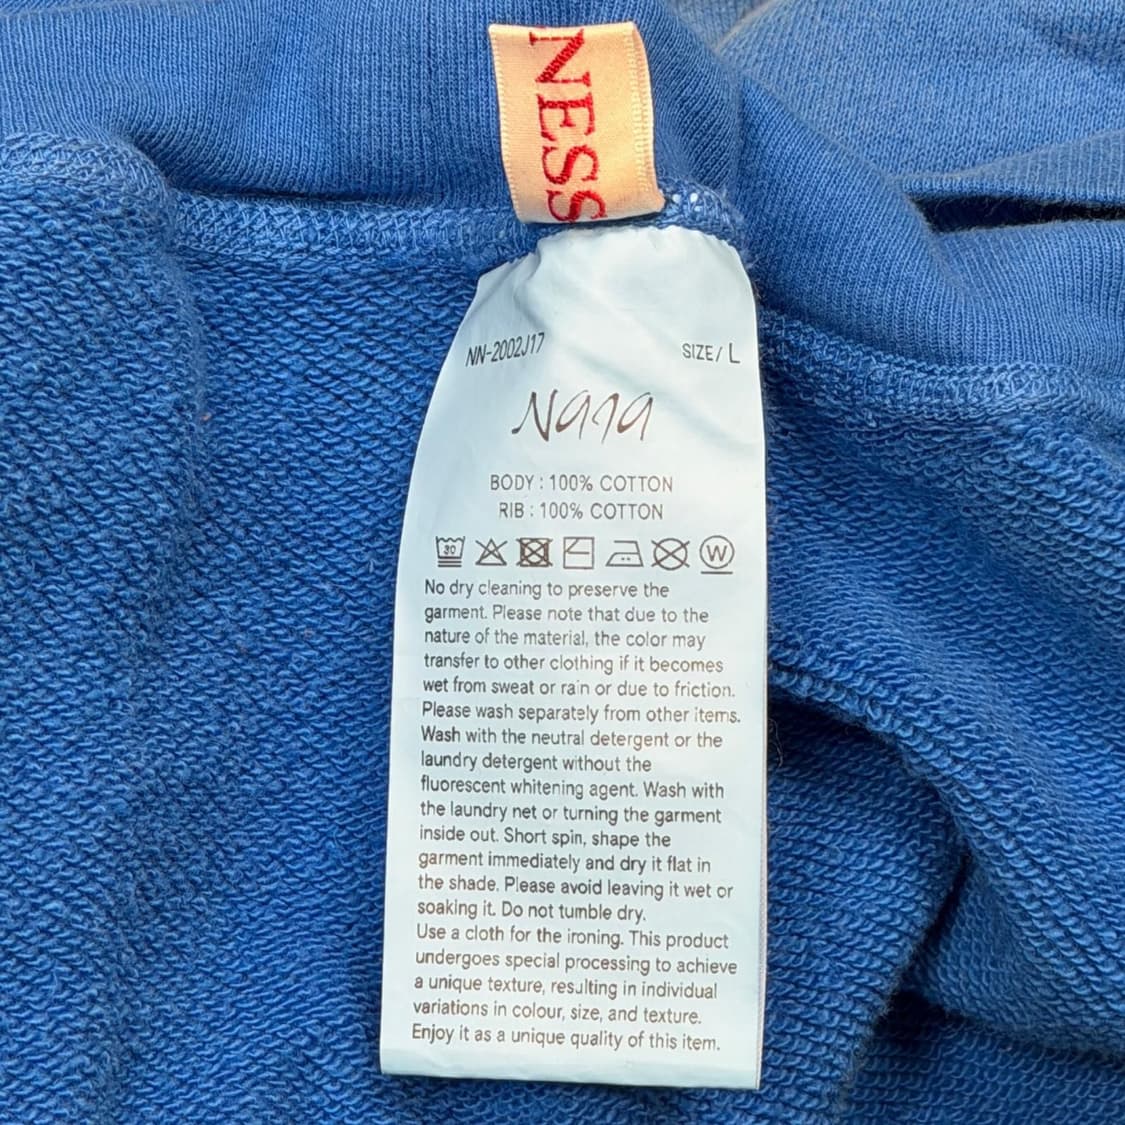 NESS
NN-2002J17
SIZE/ L
BODY : 100% COTTON
RIB : 100% COTTON
30
W
No dry cleaning to preserve the
garment. Please note that due to the
nature of the material, the color may
transfer to other clothing if it becomes
wet from sweat or rain or due to friction.
Please wash separately from other items.
Wash with the neutral detergent or the
laundry detergent without the
fluorescent whitening agent. Wash with
the laundry net or turning the garment
inside out. Short spin, shape the
garment immediately and dry it flat in
the shade. Please avoid leaving it wet or
soaking it. Do not tumble dry.
Use a cloth for the ironing. This product
undergoes special processing to achieve
a unique texture, resulting in individual
variations in colour, size, and texture.
Enjoy it as a unique quality of this item.